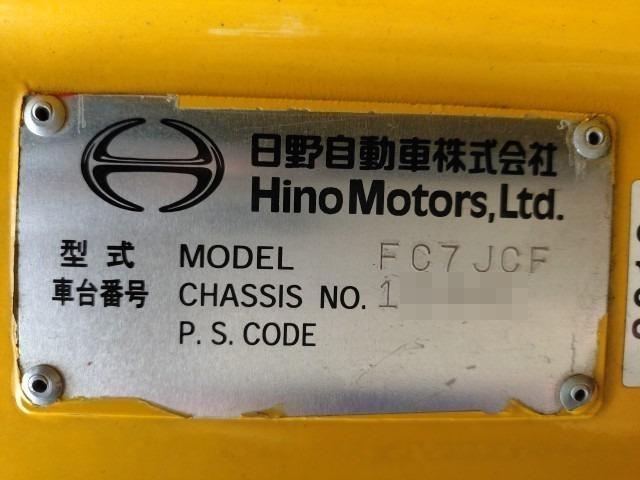 日野自動車株式会社
Hino Motors, Ltd.
型式 MODEL FC7JCF
車台番号 CHASSIS NO. 1
P. S. CODE